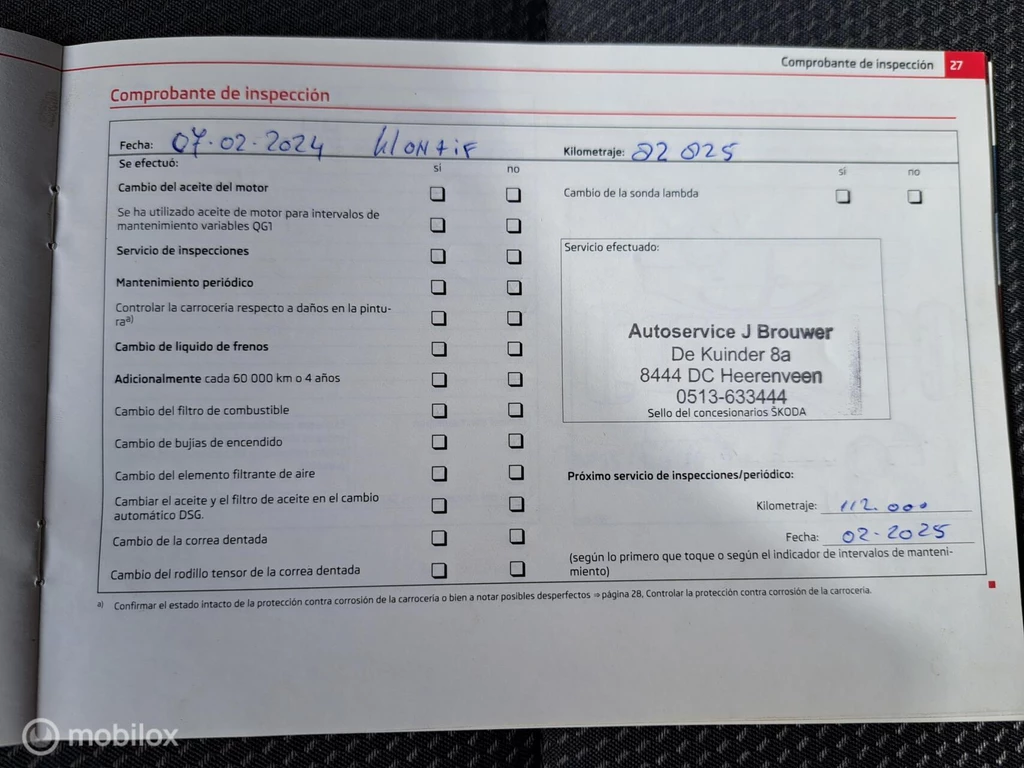 Comprobante de inspección 27
Comprobante de inspección
Fecha: 07-02-2024
Kilometraje: 82 825
Se efectuó: sí no
sí no
Cambio del aceite del motor
Cambio de la sonda lambda
Se ha utilizado aceite de motor para intervalos de
mantenimiento variables QG1
Servicio de inspecciones
Mantenimiento periódico
Controlar la carrocería respecto a daños en la pintu-
ra a)
Cambio de líquido de frenos
Adicionalmente cada 60 000 km o 4 años
Cambio del filtro de combustible
Cambio de bujías de encendido
Cambio del elemento filtrante de aire
Cambiar el aceite y el filtro de aceite en el cambio
automático DSG.
Cambio de la correa dentada
Cambio del rodillo tensor de la correa dentada
Servicio efectuado:
Autoservice J Brouwer
De Kuinder 8a
8444 DC Heerenveen
0513-633444
Sello del concesionarios ŠKODA
Próximo servicio de inspecciones/periódico:
Kilometraje: 112.000
Fecha: 02-2025
(según lo primero que toque o según el indicador de intervalos de manteni-
miento)
a) Confirmar el estado intacto de la protección contra corrosión de la carrocería o bien a notar posibles desperfectos ⇒ página 28, Controlar la protección contra corrosión de la carrocería.
mobilox